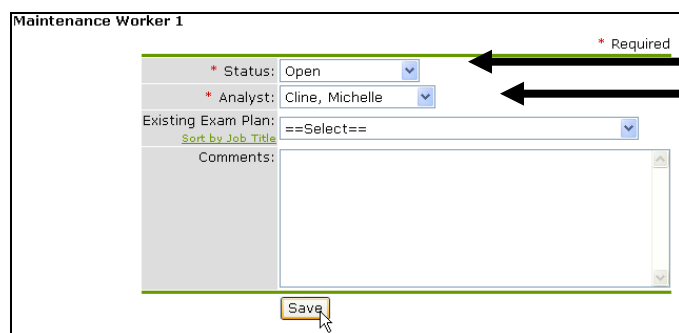 Maintenance Worker 1
* Required
* Status: Open
* Analyst: Cline, Michelle
Existing Exam Plan: ==Select==
Sort by Job Title
Comments:
Save